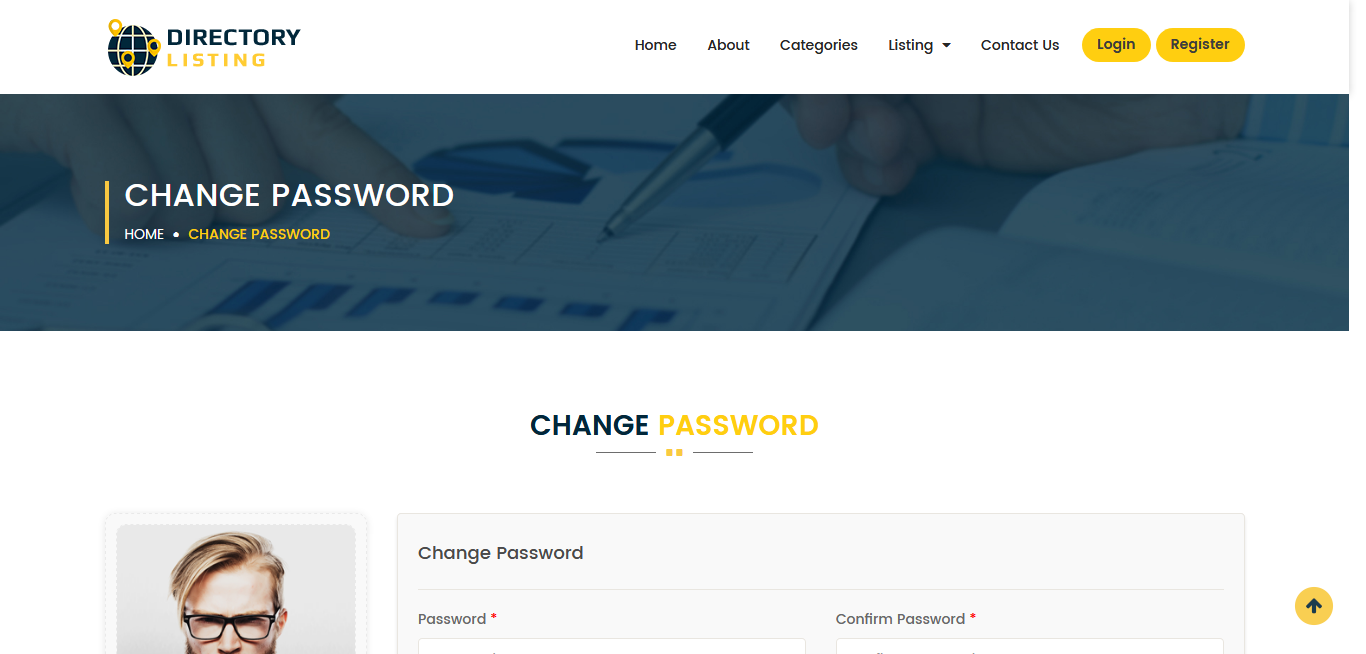 DIRECTORY
LISTING
Home About Categories Listing Contact Us Login Register
CHANGE PASSWORD
HOME CHANGE PASSWORD
CHANGE PASSWORD
Change Password
Password *
Confirm Password *